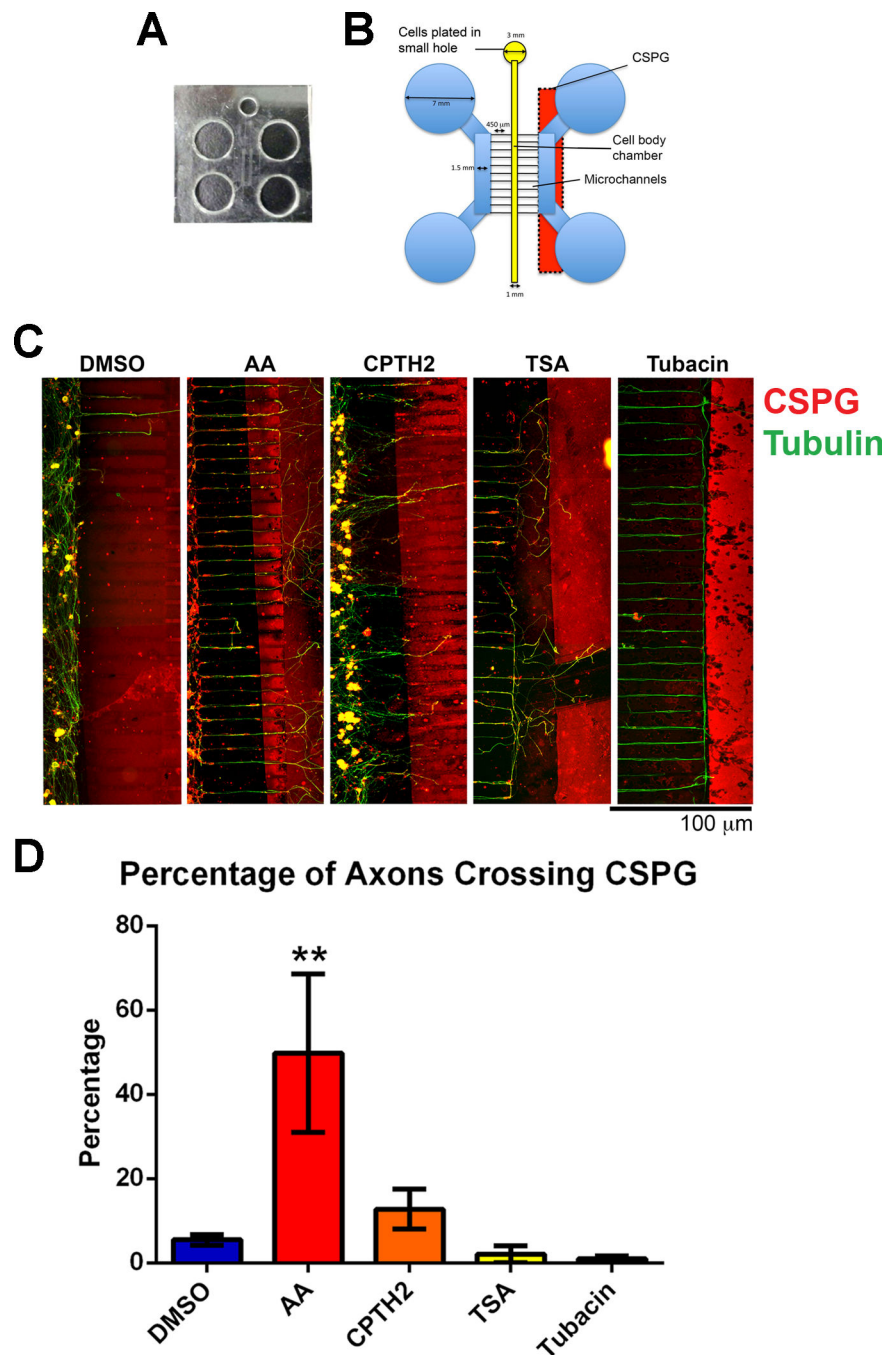 A
B
Cells plated in
small hole
3 mm
CSPG
7 mm
450 μm
Cell body
chamber
1.5 mm
Microchannels
1 mm
C
DMSO
AA
CPTH2
TSA
Tubacin
CSPG
Tubulin
100 μm
D
Percentage of Axons Crossing CSPG
Percentage
80
60
40
20
0
**
DMSO
AA
CPTH2
TSA
Tubacin